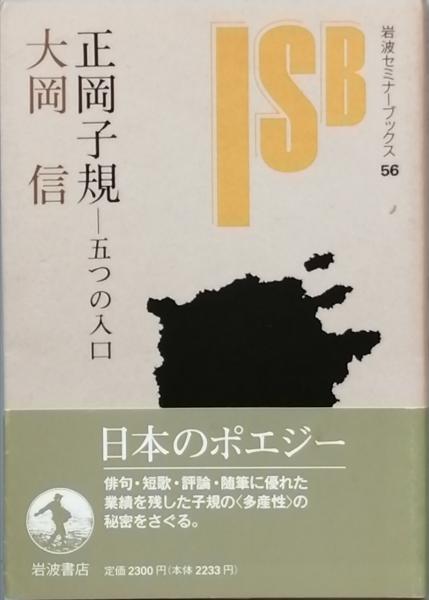 正岡子規―五つの入口
大岡 信
ISB
岩波セミナーブックス56
日本のポエジー
俳句・短歌・評論・随筆に優れた
業績を残した子規の〈多産性〉の
秘密をさぐる。
岩波書店
定価2300円(本体2233円)